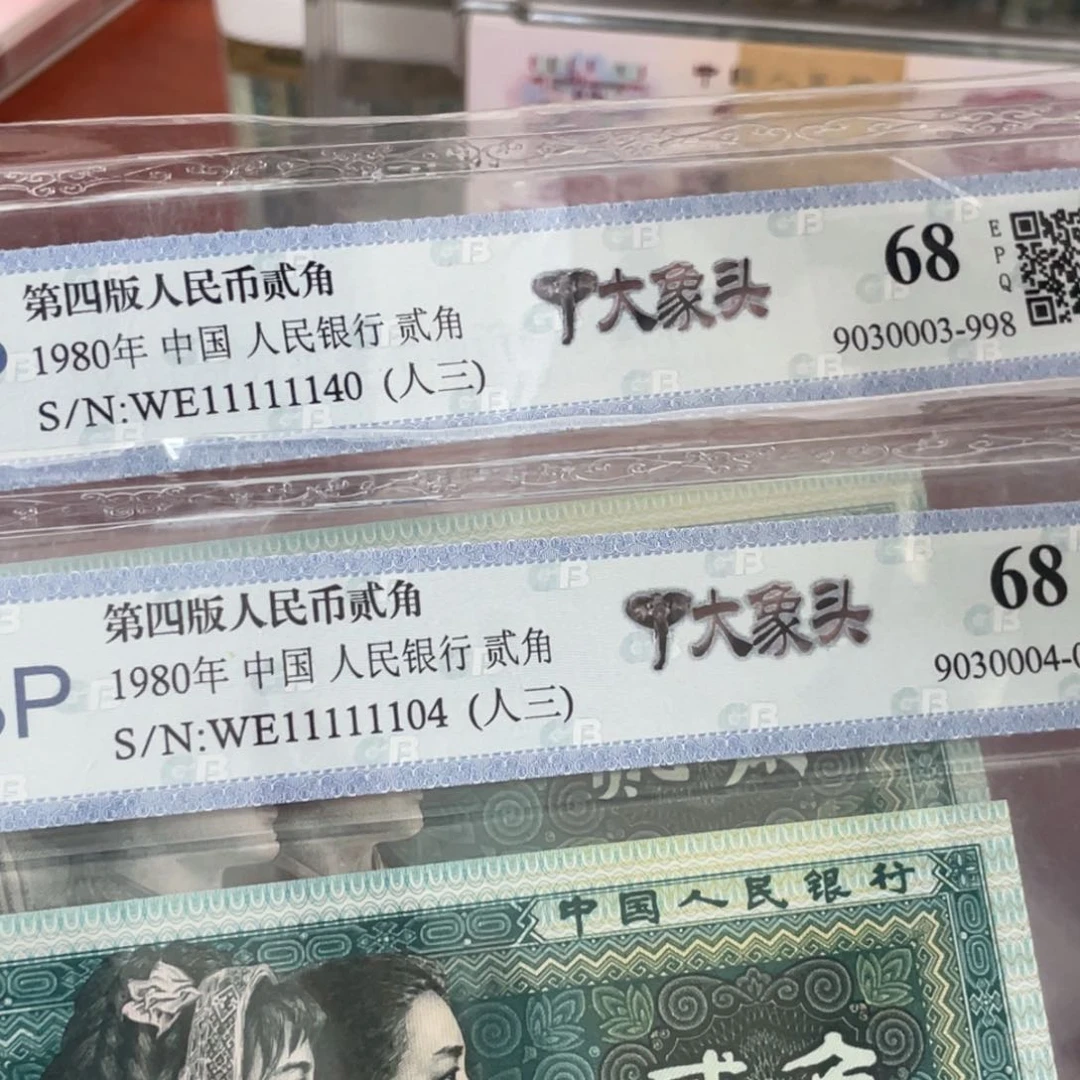 第四版人民币贰角
1980年 中国 人民银行 贰角
S/N:WE11111140 (人三)
大象头
68
EPQ
9030003-998
第四版人民币贰角
1980年 中国 人民银行 贰角
S/N:WE11111104 (人三)
大象头
68
9030004-0
中国人民银行
贰角